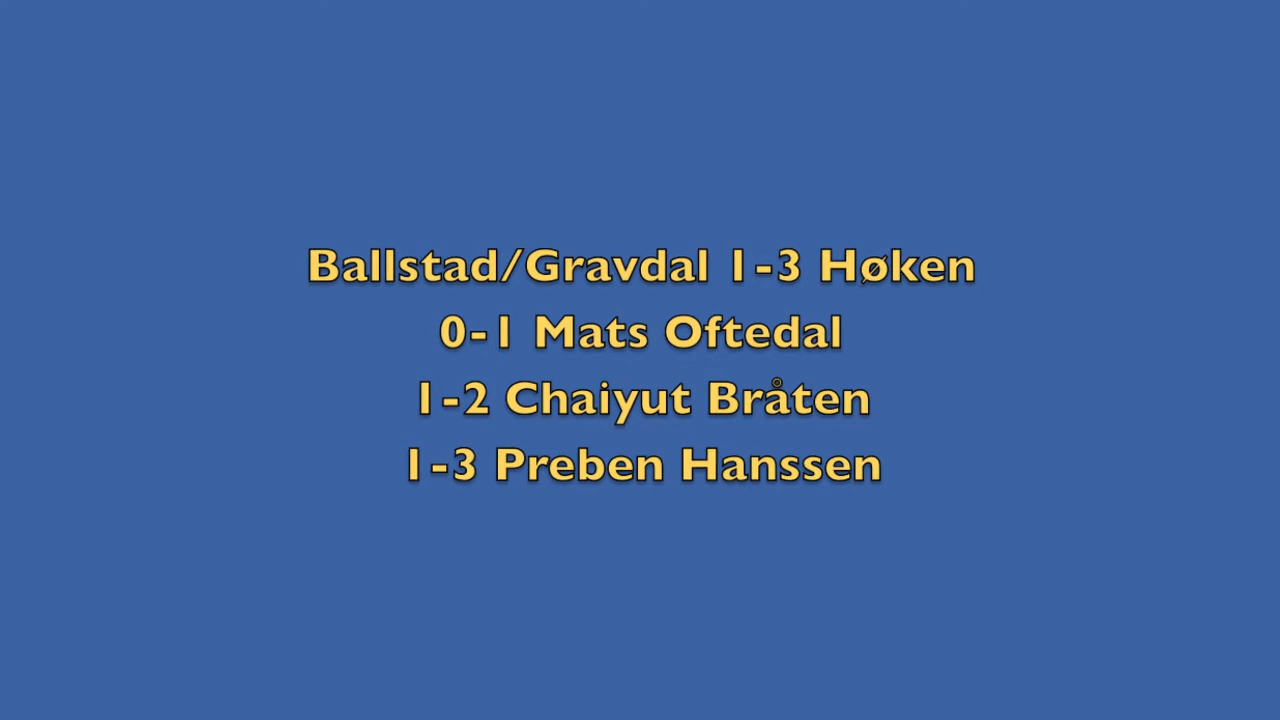 Ballstad/Gravdal 1-3 Høken
0-1 Mats Oftedal
1-2 Chaiyut Bråten
1-3 Preben Hanssen